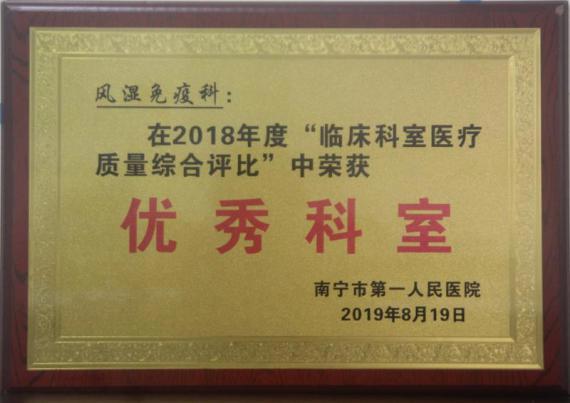 风湿免疫科：
在2018年度“临床科室医疗
质量综合评比”中荣获
优秀科室
南宁市第一人民医院
2019年8月19日